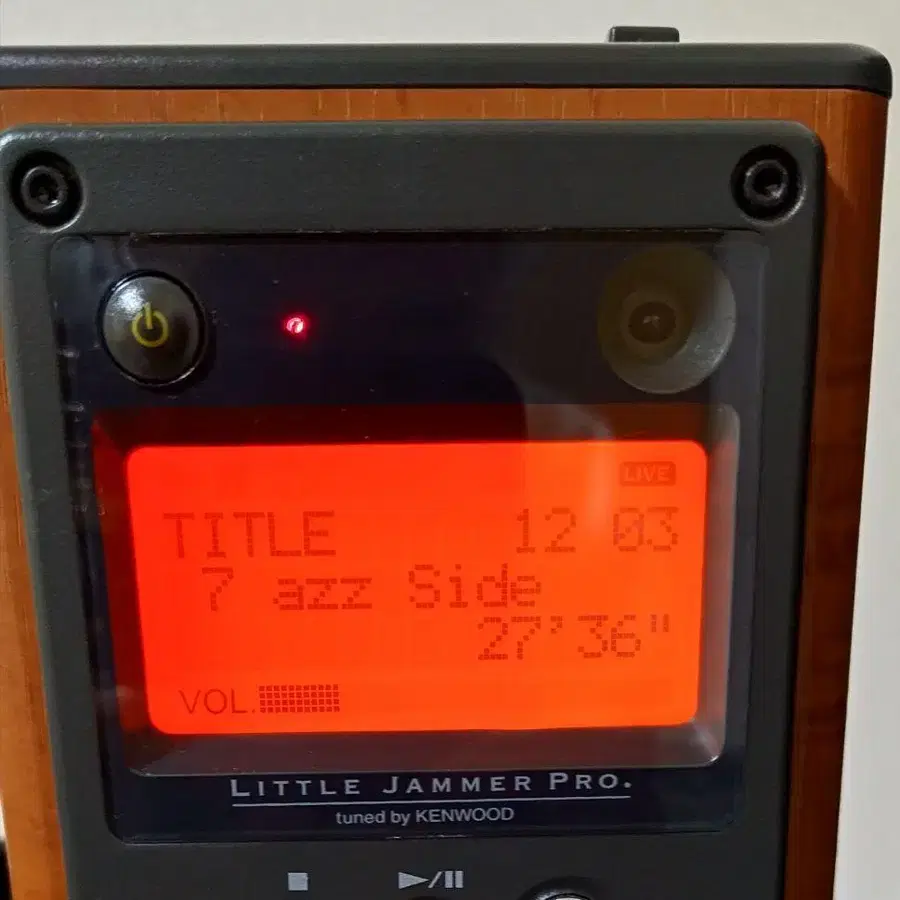 LIVE
TITLE 12 03
7 azz Side
27'36"
VOL.
LITTLE JAMMER PRO.
tuned by KENWOOD